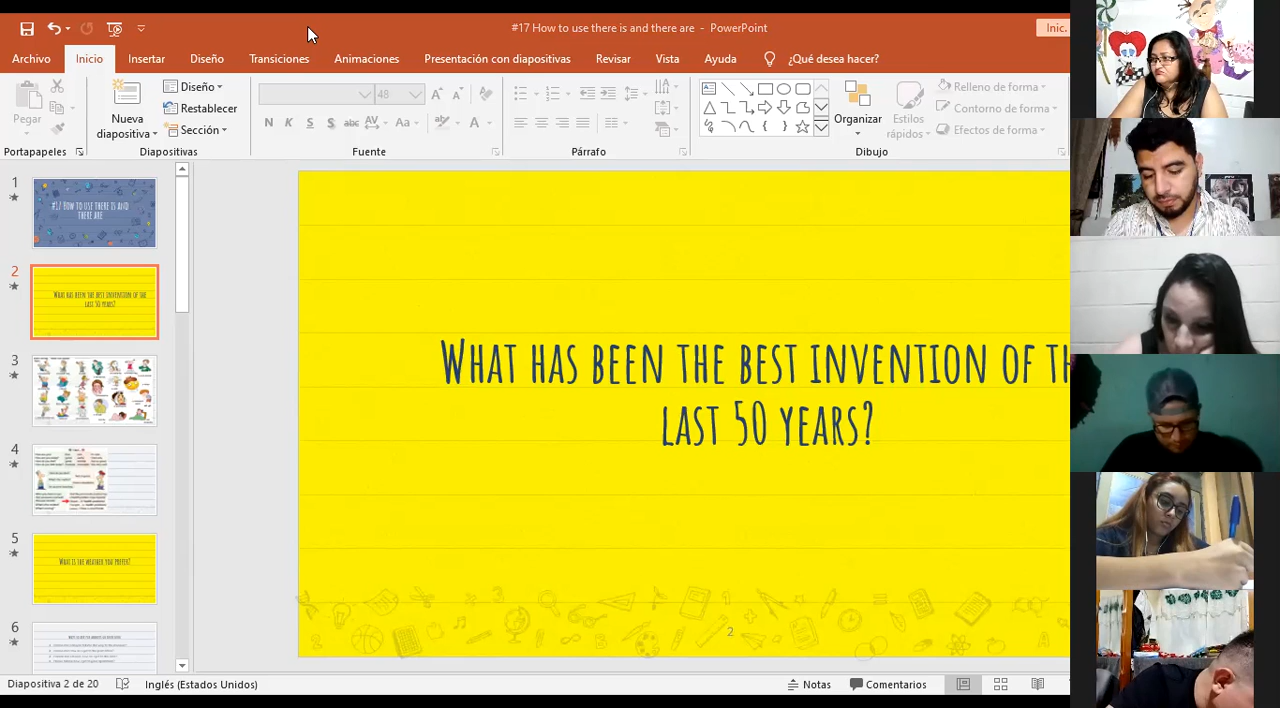 #17 How to use there is and there are - PowerPoint
Inic.
Archivo
Inicio
Insertar
Diseño
Transiciones
Animaciones
Presentación con diapositivas
Revisar
Vista
Ayuda
¿Qué desea hacer?
Pegar
Nueva
diapositiva
Diseño
Restablecer
Sección
48
N K S S abc AV Aa A
Organizar
Estilos
rápidos
Relleno de forma
Contorno de forma
Efectos de forma
Portapapeles
Diapositivas
Fuente
Párrafo
Dibujo
1
#17 How to use there is and
there are
2
What has been the best invention of the
last 50 years?
3
4
5
What is the weather you prefer?
6
What has been the best invention of th
last 50 years?
2
Diapositiva 2 de 20
Inglés (Estados Unidos)
Notas
Comentarios